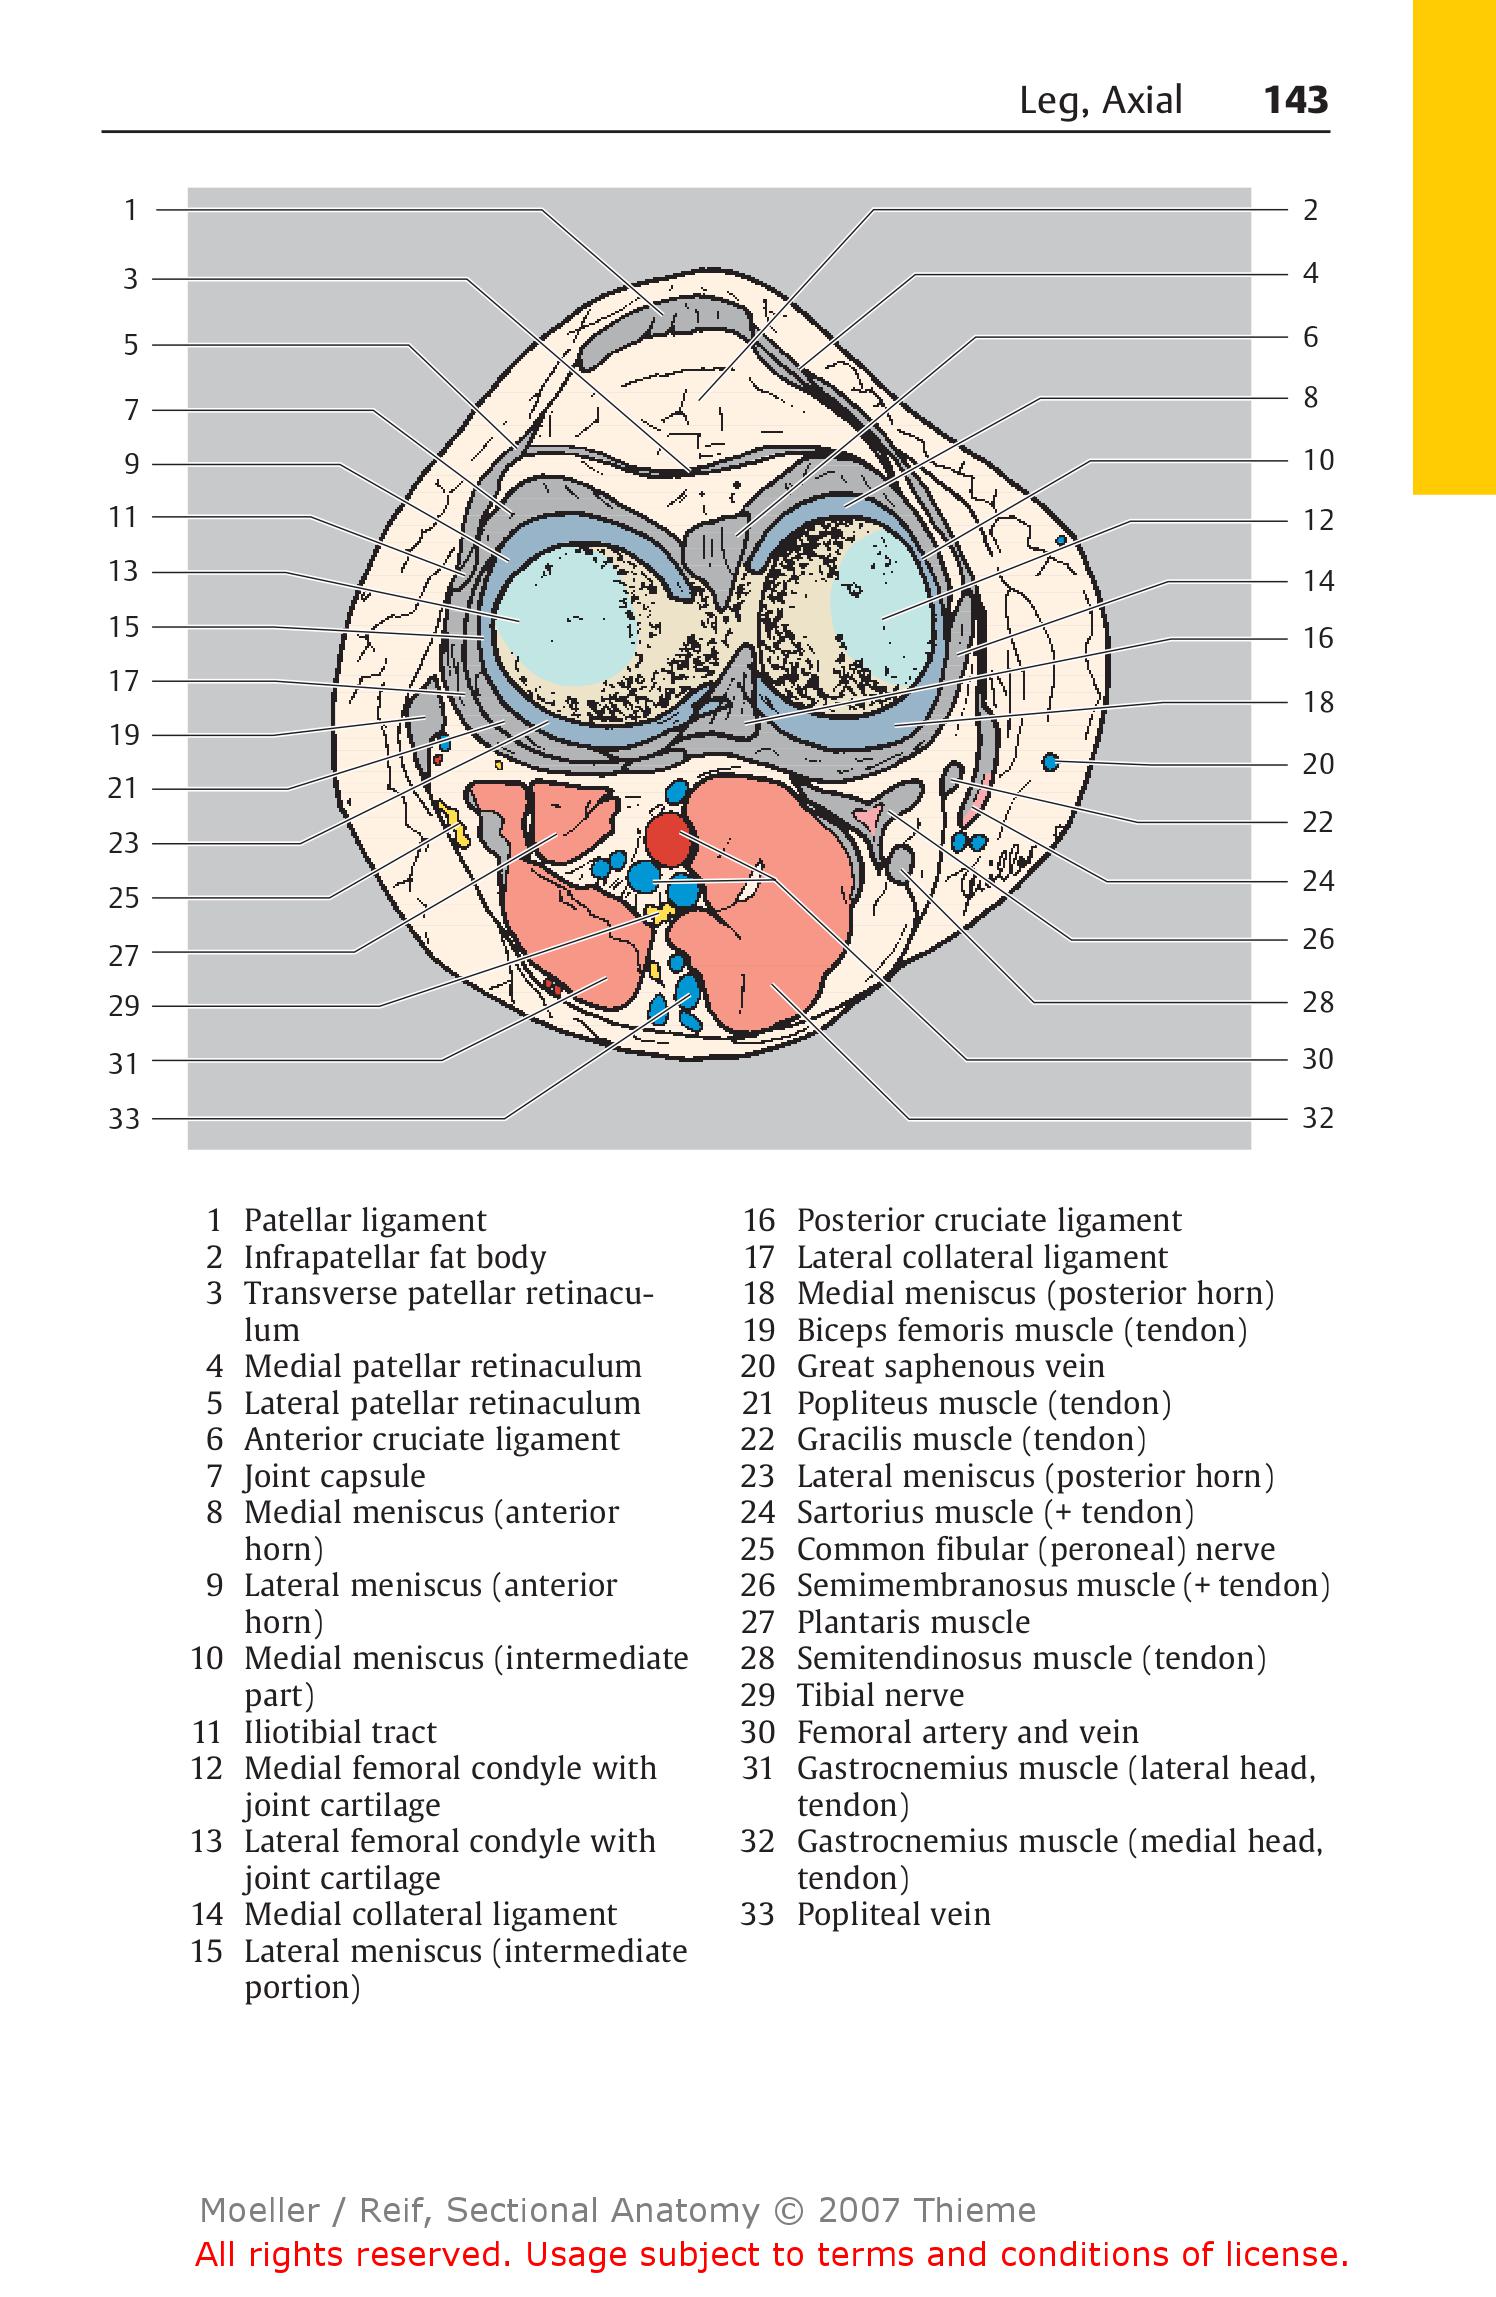 Leg, Axial 143
1
2
3
4
5
6
7
8
9
10
11
12
13
14
15
16
17
18
19
20
21
22
23
24
25
26
27
28
29
30
31
32
33
1 Patellar ligament
2 Infrapatellar fat body
3 Transverse patellar retinacu-
lum
4 Medial patellar retinaculum
5 Lateral patellar retinaculum
6 Anterior cruciate ligament
7 Joint capsule
8 Medial meniscus (anterior
horn)
9 Lateral meniscus (anterior
horn)
10 Medial meniscus (intermediate
part)
11 Iliotibial tract
12 Medial femoral condyle with
joint cartilage
13 Lateral femoral condyle with
joint cartilage
14 Medial collateral ligament
15 Lateral meniscus (intermediate
portion)
16 Posterior cruciate ligament
17 Lateral collateral ligament
18 Medial meniscus (posterior horn)
19 Biceps femoris muscle (tendon)
20 Great saphenous vein
21 Popliteus muscle (tendon)
22 Gracilis muscle (tendon)
23 Lateral meniscus (posterior horn)
24 Sartorius muscle (+ tendon)
25 Common fibular (peroneal) nerve
26 Semimembranosus muscle (+ tendon)
27 Plantaris muscle
28 Semitendinosus muscle (tendon)
29 Tibial nerve
30 Femoral artery and vein
31 Gastrocnemius muscle (lateral head,
tendon)
32 Gastrocnemius muscle (medial head,
tendon)
33 Popliteal vein
Moeller / Reif, Sectional Anatomy © 2007 Thieme
All rights reserved. Usage subject to terms and conditions of license.